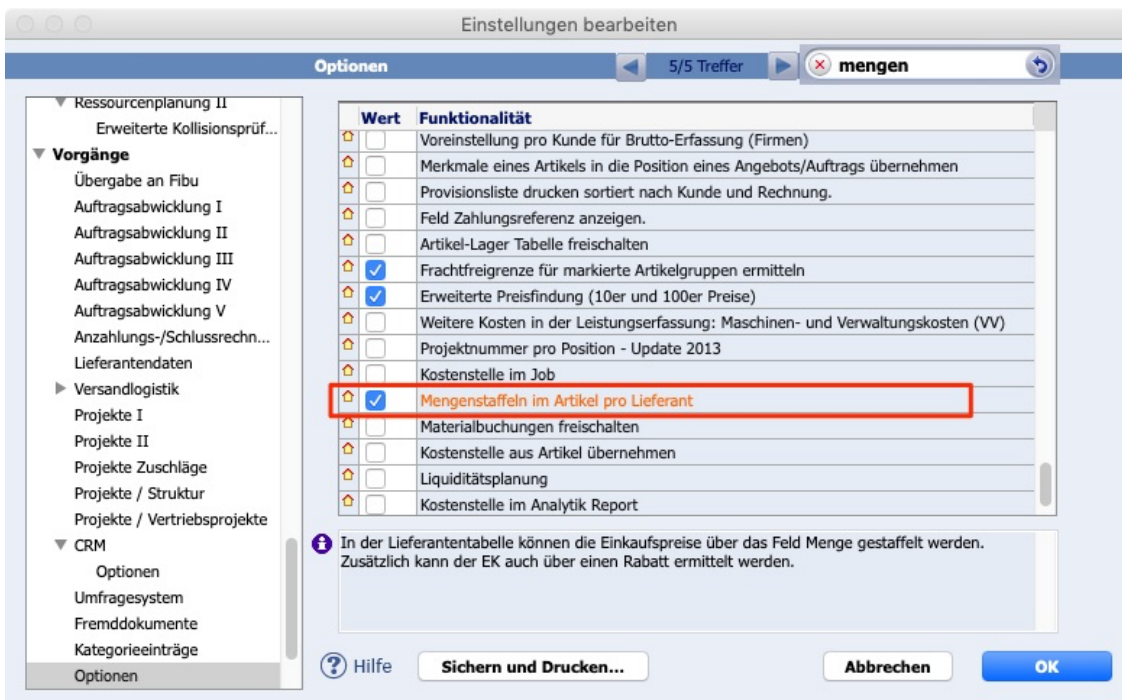 Einstellungen bearbeiten
Optionen
5/5 Treffer
mengen
Ressourcenplanung II
Erweiterte Kollisionsprüf...
Vorgänge
Übergabe an Fibu
Auftragsabwicklung I
Auftragsabwicklung II
Auftragsabwicklung III
Auftragsabwicklung IV
Auftragsabwicklung V
Anzahlungs-/Schlussrechn...
Lieferantendaten
Versandlogistik
Projekte I
Projekte II
Projekte Zuschläge
Projekte / Struktur
Projekte / Vertriebsprojekte
CRM
Optionen
Umfragesystem
Fremddokumente
Kategorieeinträge
Optionen
Wert Funktionalität
Voreinstellung pro Kunde für Brutto-Erfassung (Firmen)
Merkmale eines Artikels in die Position eines Angebots/Auftrags übernehmen
Provisionsliste drucken sortiert nach Kunde und Rechnung.
Feld Zahlungsreferenz anzeigen.
Artikel-Lager Tabelle freischalten
Frachtfreigrenze für markierte Artikelgruppen ermitteln
Erweiterte Preisfindung (10er und 100er Preise)
Weitere Kosten in der Leistungserfassung: Maschinen- und Verwaltungskosten (VV)
Projektnummer pro Position - Update 2013
Kostenstelle im Job
Mengenstaffeln im Artikel pro Lieferant
Materialbuchungen freischalten
Kostenstelle aus Artikel übernehmen
Liquiditätsplanung
Kostenstelle im Analytik Report
In der Lieferantentabelle können die Einkaufspreise über das Feld Menge gestaffelt werden.
Zusätzlich kann der EK auch über einen Rabatt ermittelt werden.
? Hilfe
Sichern und Drucken...
Abbrechen
OK